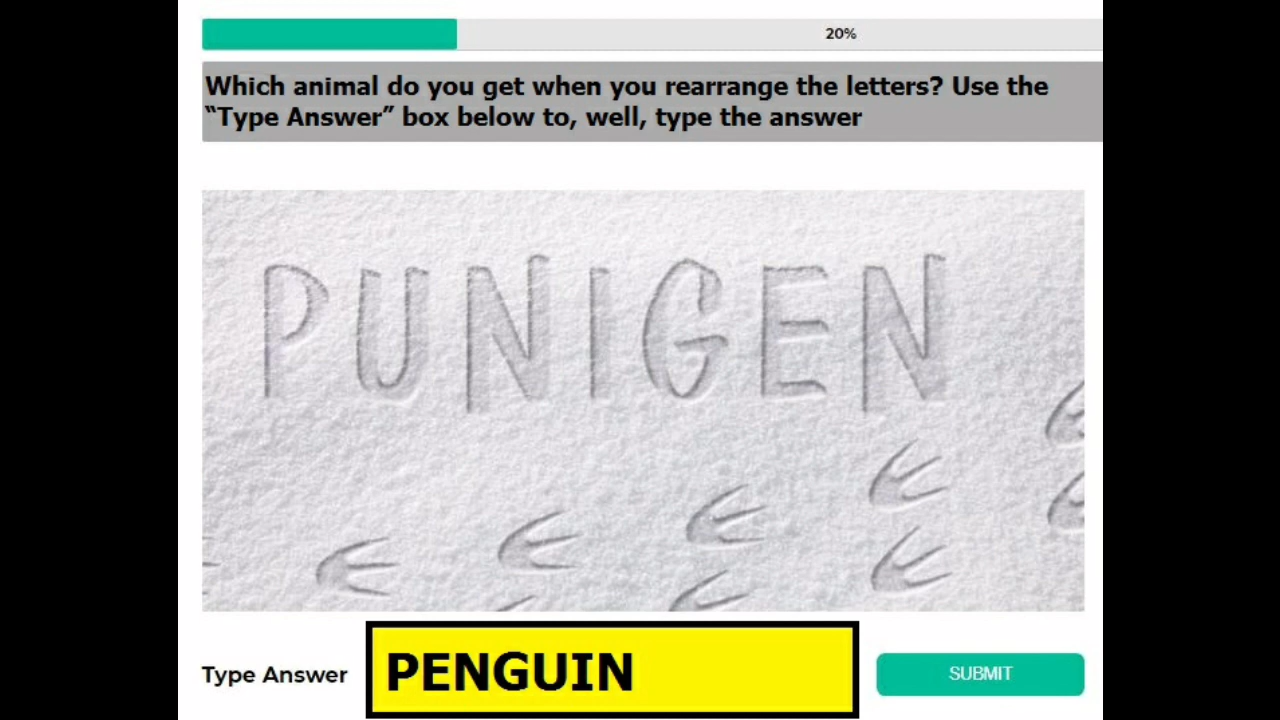 20%
Which animal do you get when you rearrange the letters? Use the
“Type Answer” box below to, well, type the answer
PUNIGEN
Type Answer
PENGUIN
SUBMIT